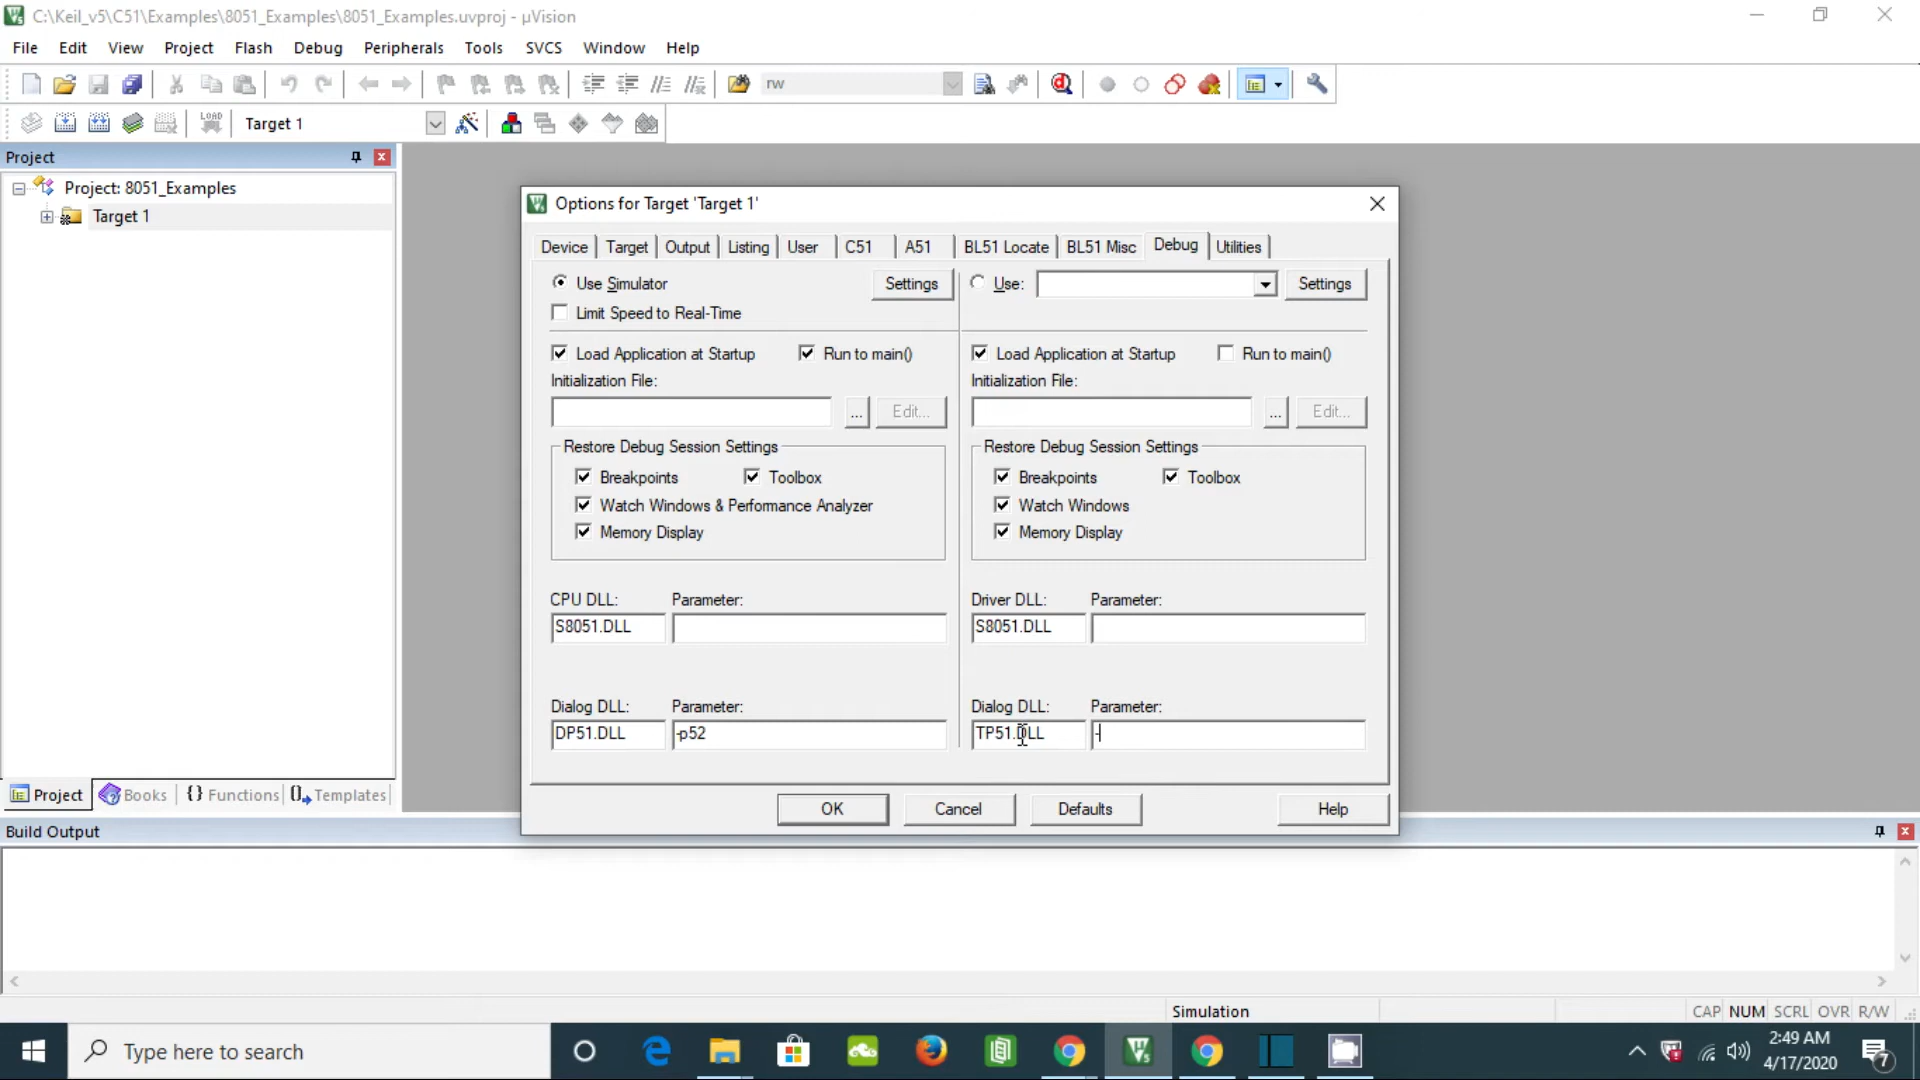 C:\Keil_v5\C51\Examples\8051_Examples\8051_Examples.uvproj - µVision
File Edit View Project Flash Debug Peripherals Tools SVCS Window Help
rw
LOAD Target 1
Project
Project: 8051_Examples
Target 1
Options for Target 'Target 1'
Device Target Output Listing User C51 A51 BL51 Locate BL51 Misc Debug Utilities
Use Simulator Settings Use: Settings
Limit Speed to Real-Time
Load Application at Startup Run to main() Load Application at Startup Run to main()
Initialization File: Initialization File:
... Edit... ... Edit...
Restore Debug Session Settings Restore Debug Session Settings
Breakpoints Toolbox Breakpoints Toolbox
Watch Windows & Performance Analyzer Watch Windows
Memory Display Memory Display
CPU DLL: Parameter: Driver DLL: Parameter:
S8051.DLL S8051.DLL
Dialog DLL: Parameter: Dialog DLL: Parameter:
DP51.DLL -p52 TP51.DLL -
OK Cancel Defaults Help
Project Books {} Functions Templates
Build Output
Simulation CAP NUM SCRL OVR R/W
Type here to search
2:49 AM
4/17/2020
7